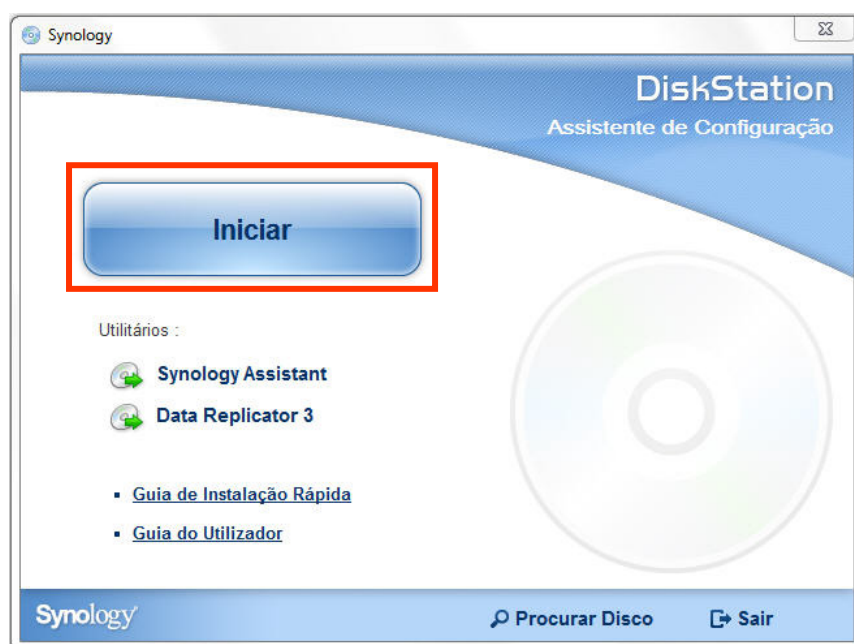 Synology
DiskStation
Assistente de Configuração
Iniciar
Utilitários :
Synology Assistant
Data Replicator 3
Guia de Instalação Rápida
Guia do Utilizador
Synology
Procurar Disco
Sair